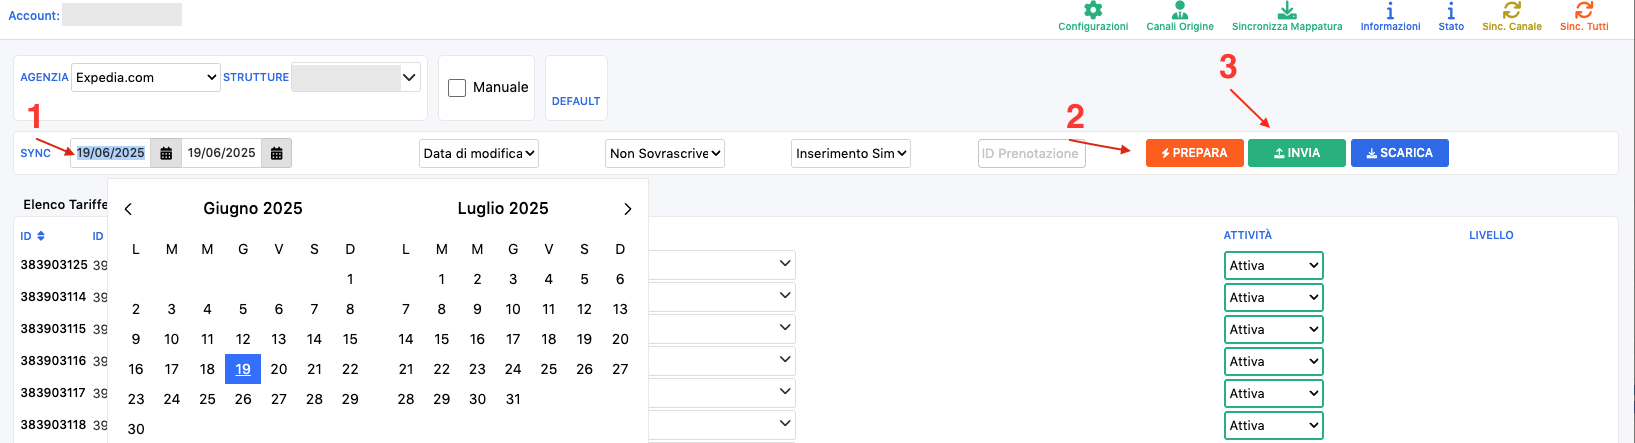 Account:
Configurazioni Canali Origine Sincronizza Mappatura Informazioni Stato Sinc. Canale Sinc. Tutti
AGENZIA Expedia.com STRUTTURE Manuale DEFAULT
3
1
2
SYNC 19/06/2025 19/06/2025 Data di modifica Non Sovrascrive Inserimento Sim ID Prenotazione PREPARA INVIA SCARICA
Elenco Tariffe
Giugno 2025 Luglio 2025
ID ID ATTIVITÀ LIVELLO
L M M G V S D L M M G V S D
383903125 39 Attiva
1 1 2 3 4 5 6
383903114 39 Attiva
2 3 4 5 6 7 8 7 8 9 10 11 12 13
383903115 39 Attiva
9 10 11 12 13 14 15 14 15 16 17 18 19 20
383903116 39 Attiva
16 17 18 19 20 21 22 21 22 23 24 25 26 27
383903117 39 Attiva
23 24 25 26 27 28 29 28 29 30 31
383903118 39 Attiva
30